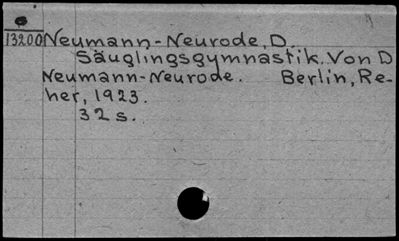 13200 Neumann-Neurode, D.
Säuglingsgymnastik. Von D
Neumann-Neurode. Berlin, Re-
her, 1923.
32 s.